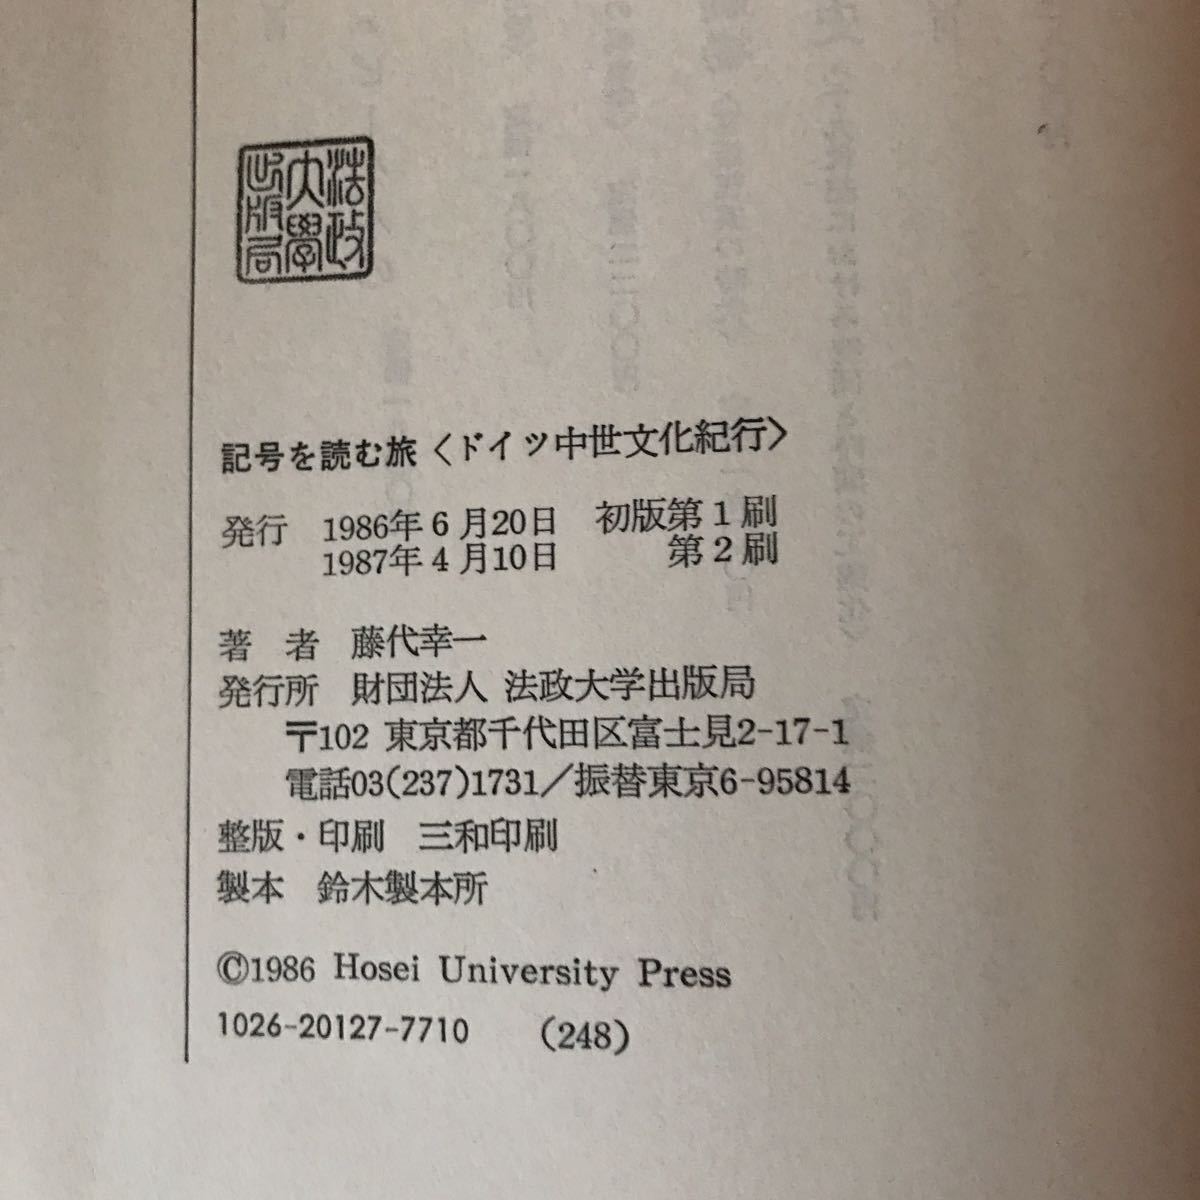 法政
大學
出版局
記号を読む旅〈ドイツ中世文化紀行〉
発行 1986年6月20日 初版第1刷
1987年4月10日 第2刷
著者 藤代幸一
発行所 財団法人 法政大学出版局
〒102 東京都千代田区富士見2-17-1
電話03(237)1731/振替東京6-95814
整版・印刷 三和印刷
製本 鈴木製本所
©1986 Hosei University Press
1026-20127-7710 (248)